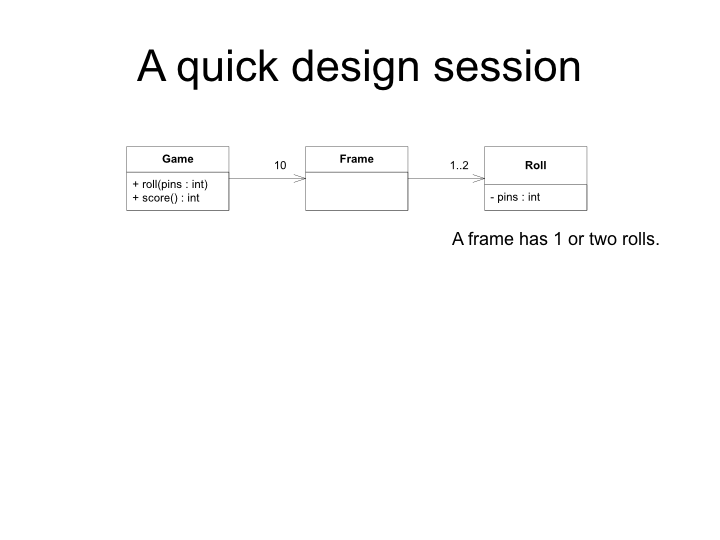 A quick design session
Game
10
Frame
1..2
Roll
+ roll(pins : int)
+ score() : int
- pins : int
A frame has 1 or two rolls.